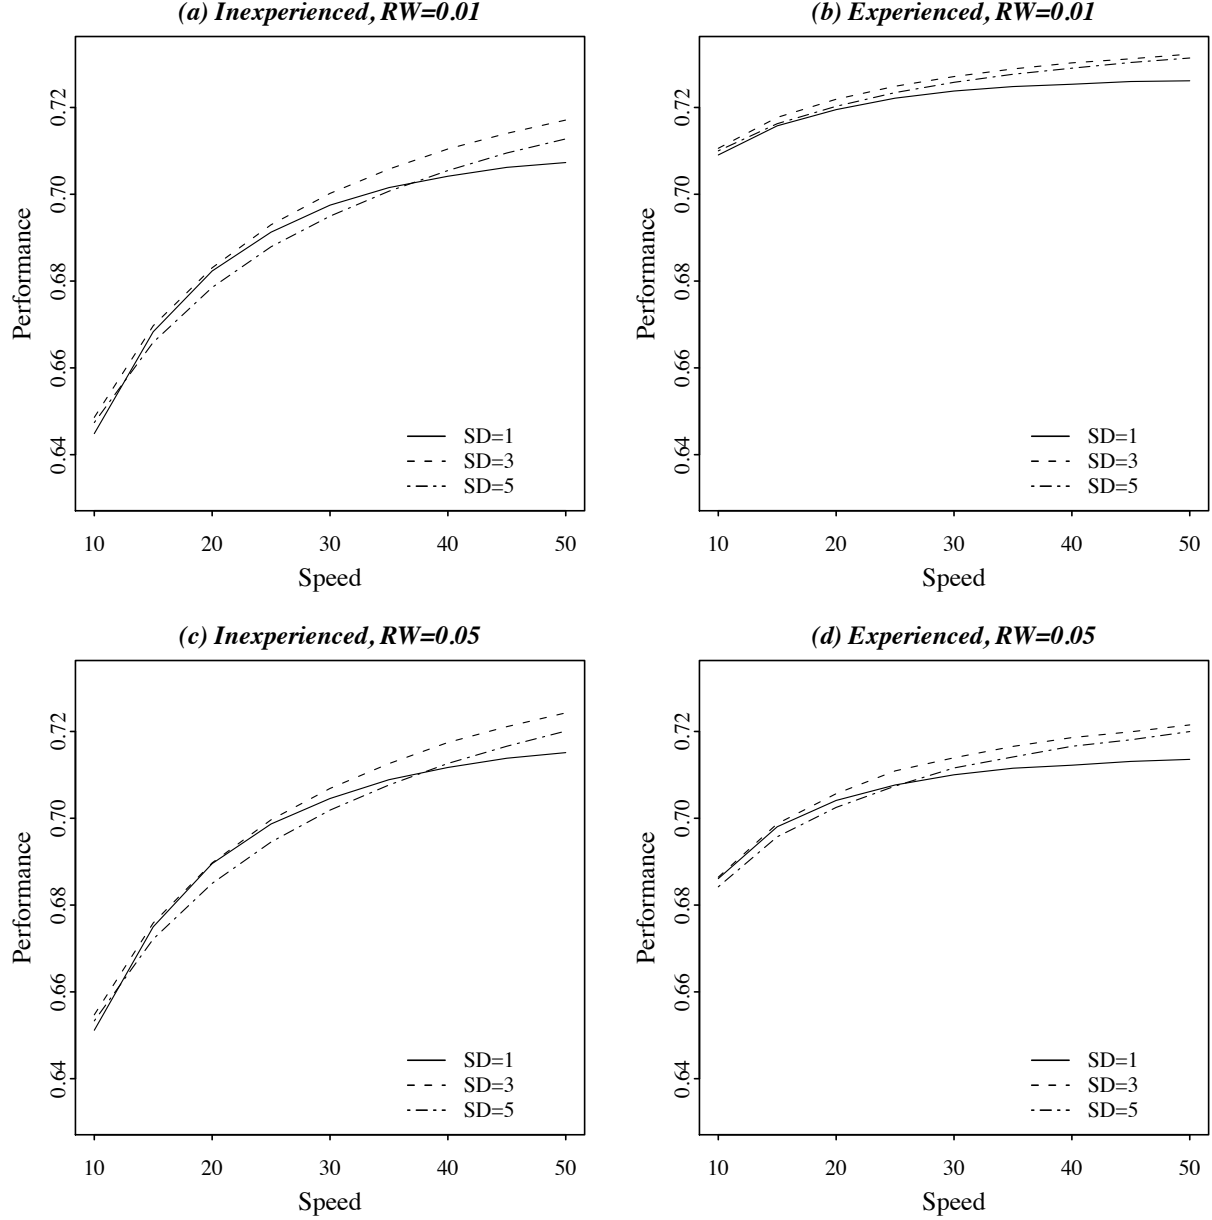 (a) Inexperienced, RW=0.01
Performance
0.72
0.70
0.68
0.66
0.64
SD=1
SD=3
SD=5
10 20 30 40 50
Speed
(b) Experienced, RW=0.01
Performance
0.72
0.70
0.68
0.66
0.64
SD=1
SD=3
SD=5
10 20 30 40 50
Speed
(c) Inexperienced, RW=0.05
Performance
0.72
0.70
0.68
0.66
0.64
SD=1
SD=3
SD=5
10 20 30 40 50
Speed
(d) Experienced, RW=0.05
Performance
0.72
0.70
0.68
0.66
0.64
SD=1
SD=3
SD=5
10 20 30 40 50
Speed